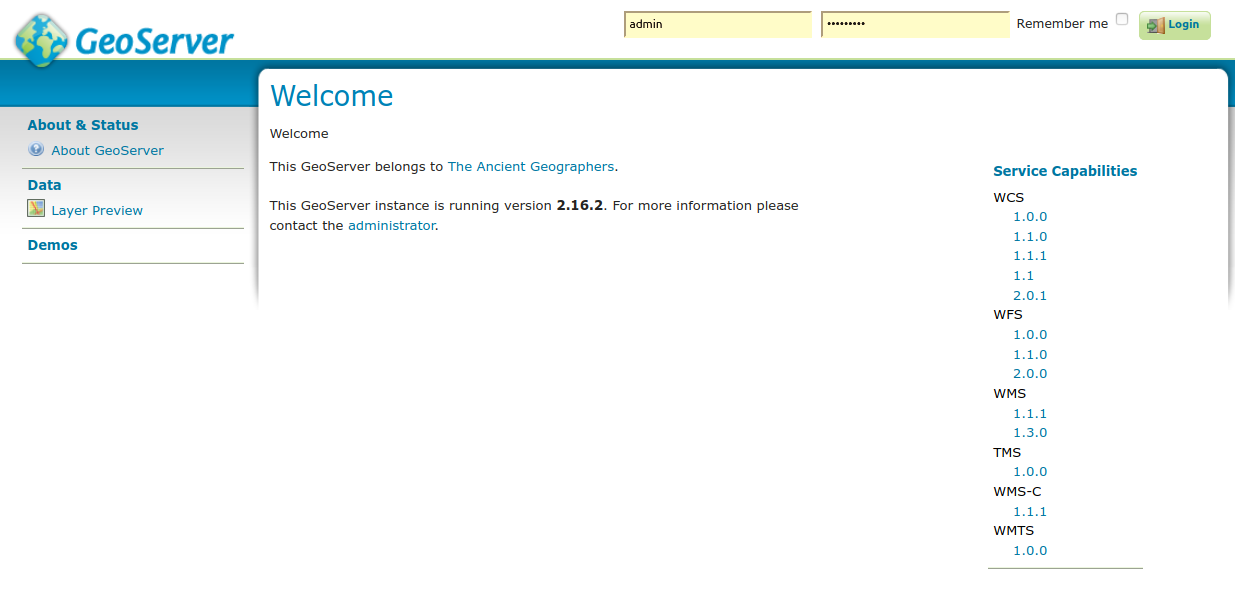 GeoServer
admin
•••••••••
Remember me
Login
About & Status
About GeoServer
Data
Layer Preview
Demos
Welcome
Welcome
This GeoServer belongs to The Ancient Geographers.
This GeoServer instance is running version 2.16.2. For more information please
contact the administrator.
Service Capabilities
WCS
1.0.0
1.1.0
1.1.1
1.1
2.0.1
WFS
1.0.0
1.1.0
2.0.0
WMS
1.1.1
1.3.0
TMS
1.0.0
WMS-C
1.1.1
WMTS
1.0.0